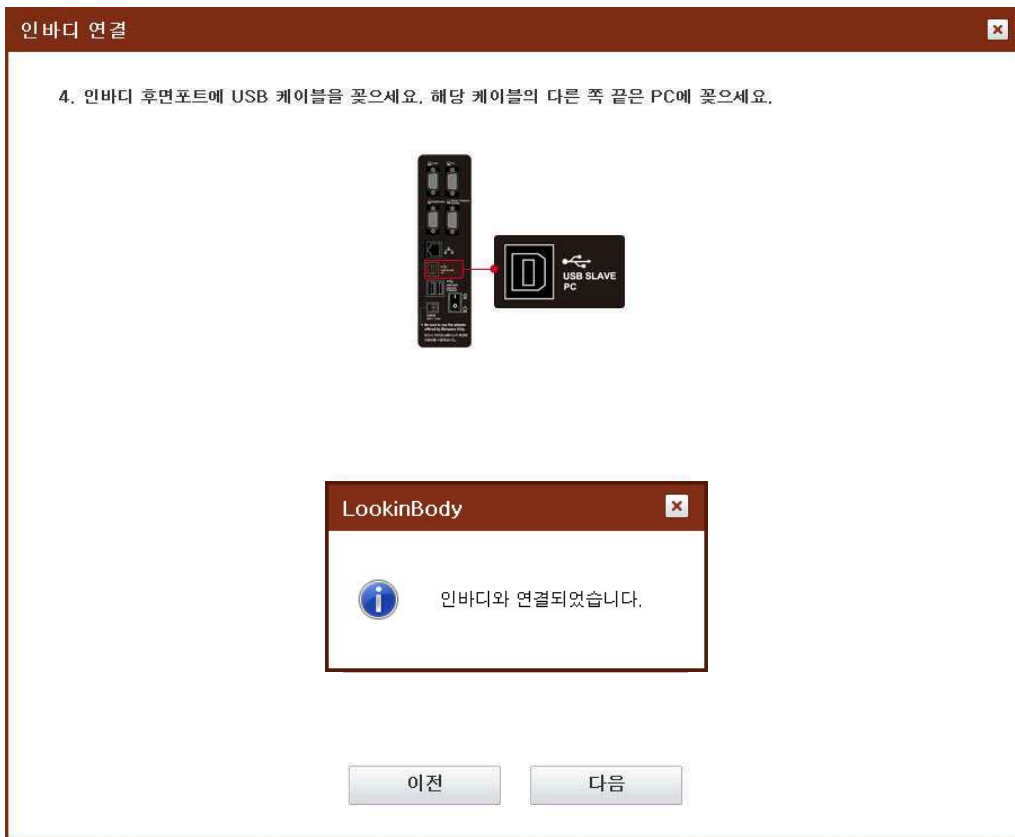 인바디 연결
4. 인바디 후면포트에 USB 케이블을 꽂으세요. 해당 케이블의 다른 쪽 끝은 PC에 꽂으세요.
USB SLAVE
PC
LookinBody
인바디와 연결되었습니다.
이전
다음